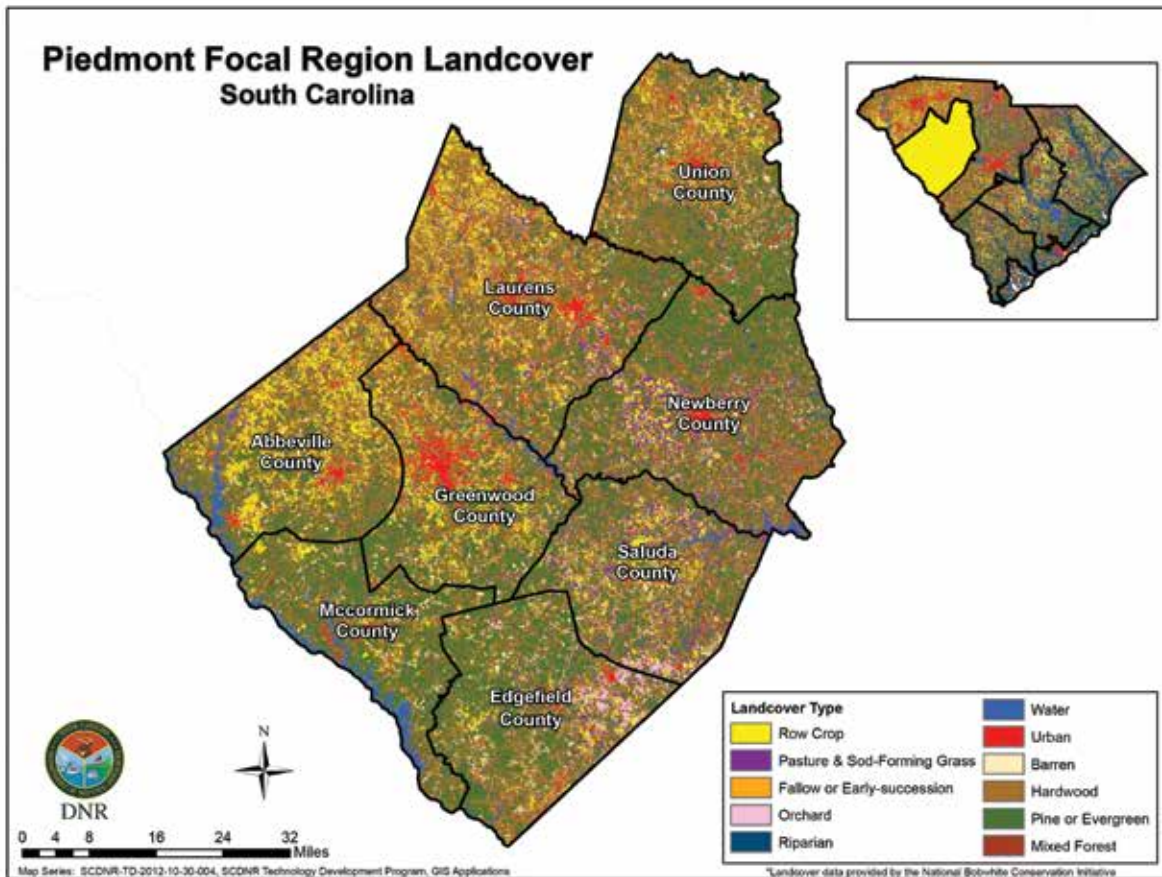 Piedmont Focal Region Landcover
South Carolina
Union
County
Laurens
County
Newberry
County
Abbeville
County
Greenwood
County
Saluda
County
Mccormick
County
Edgefield
County
N
DNR
0 4 8 16 24 32
Miles
Landcover Type
Row Crop
Pasture & Sod-Forming Grass
Fallow or Early-succession
Orchard
Riparian
Water
Urban
Barren
Hardwood
Pine or Evergreen
Mixed Forest
Map Series: SCDNR-TD-2012-10-30-004, SCDNR Technology Development Program, GIS Applications
*Landcover data provided by the National Bobwhite Conservation Initiative